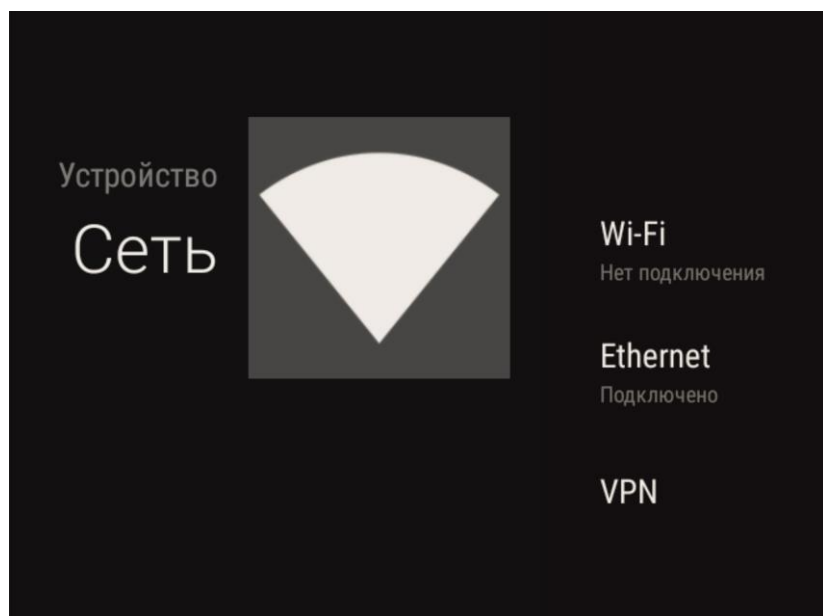 Устройство
Сеть
Wi-Fi
Нет подключения
Ethernet
Подключено
VPN